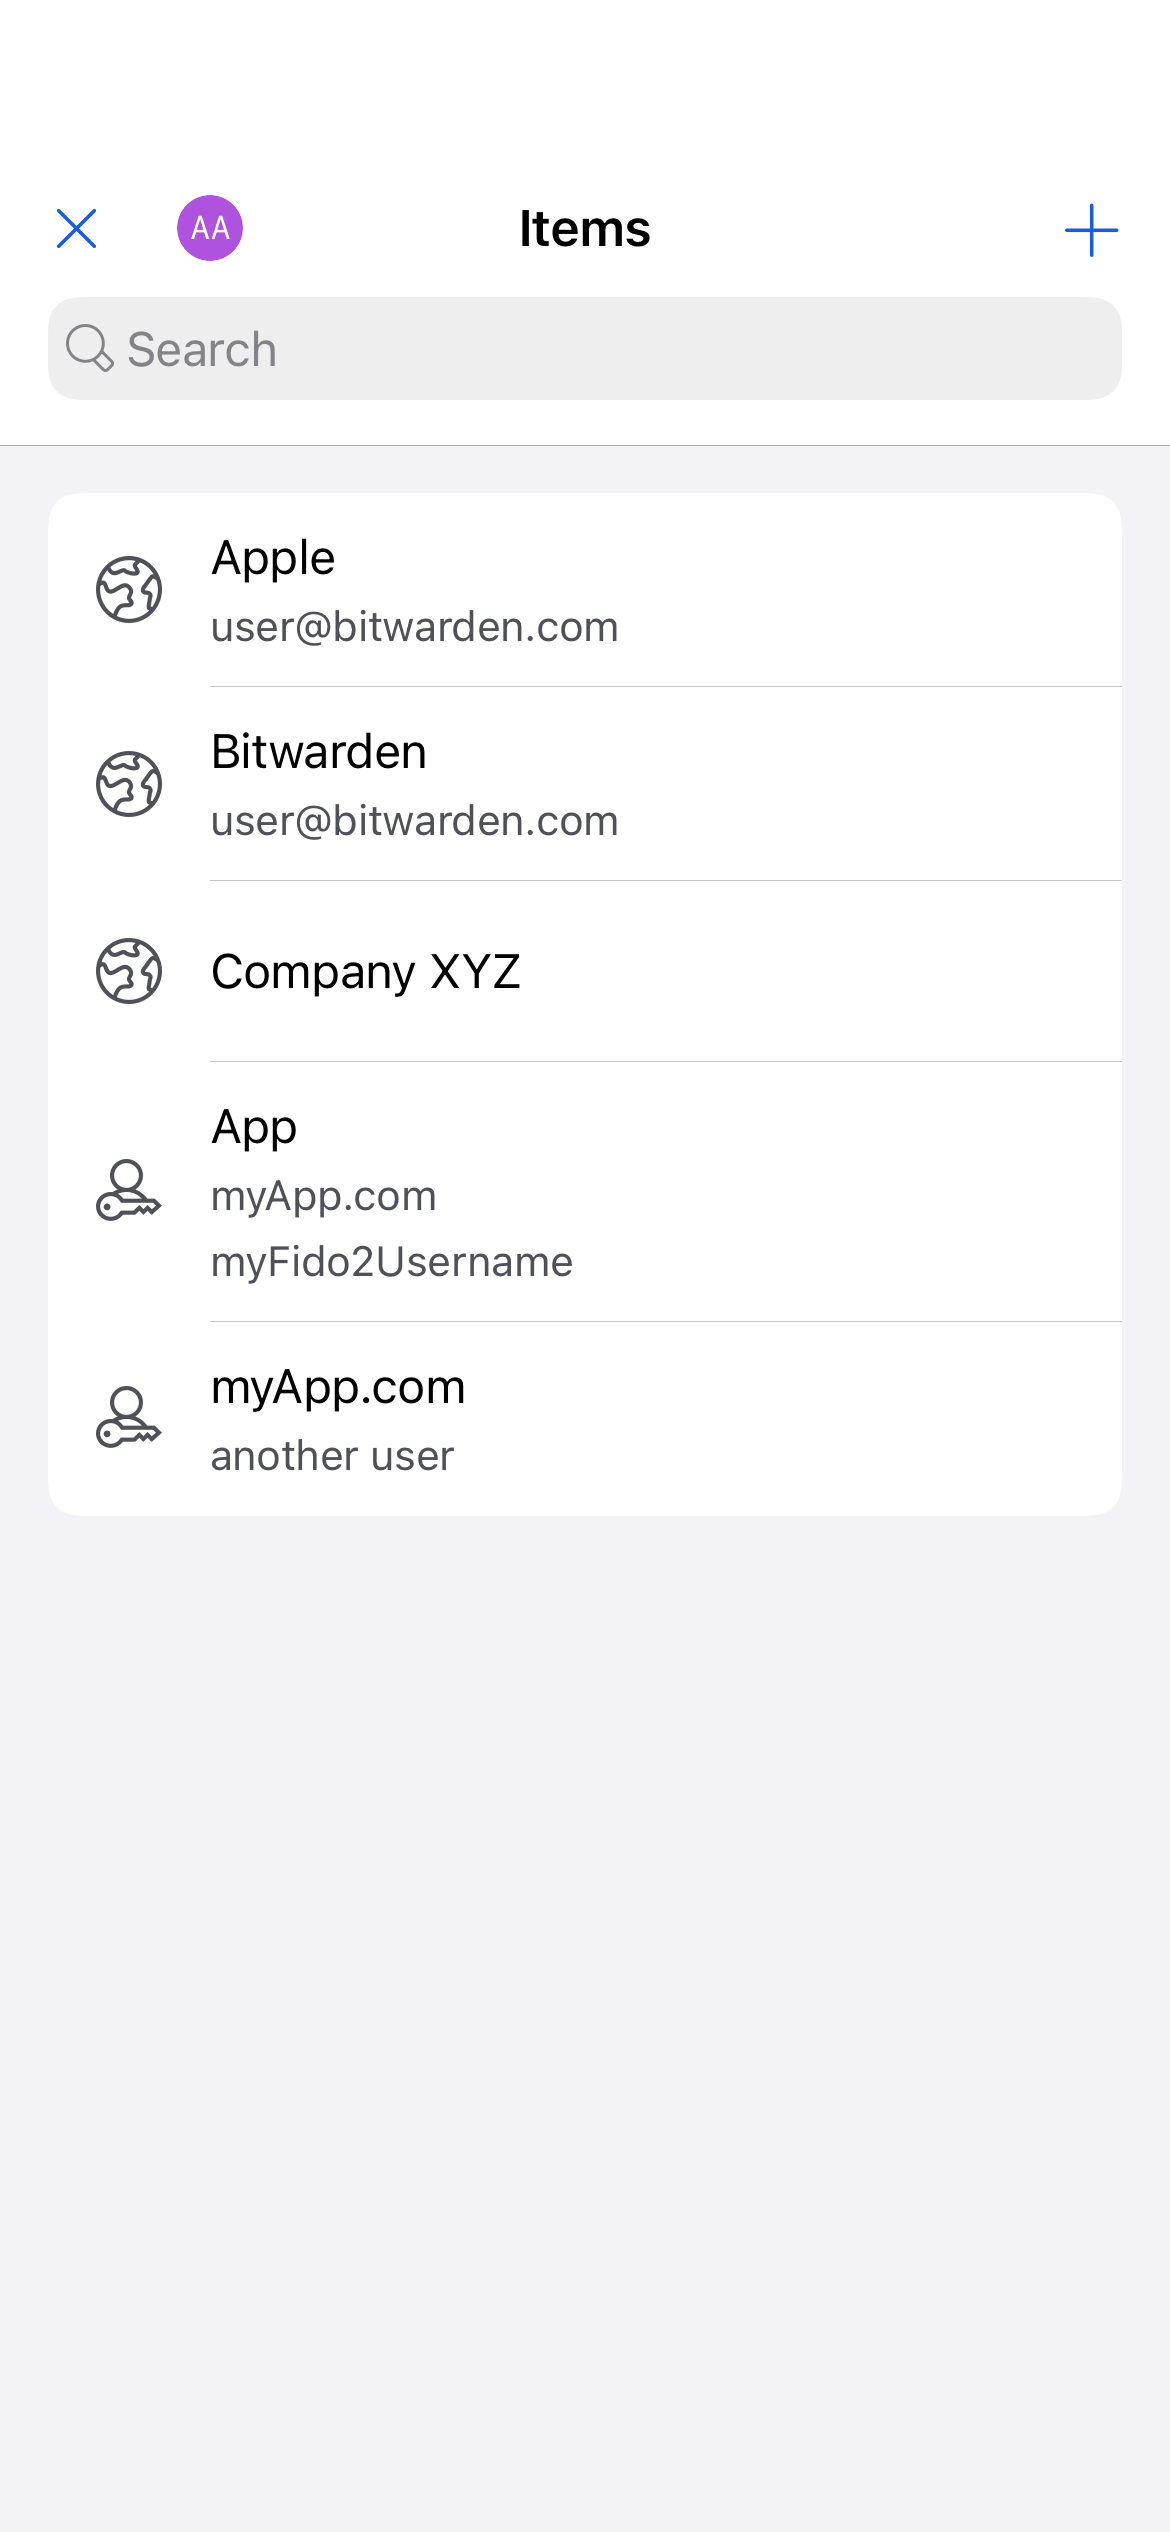 AA
Items
Search
Apple
user@bitwarden.com
Bitwarden
user@bitwarden.com
Company XYZ
App
myApp.com
myFido2Username
myApp.com
another user